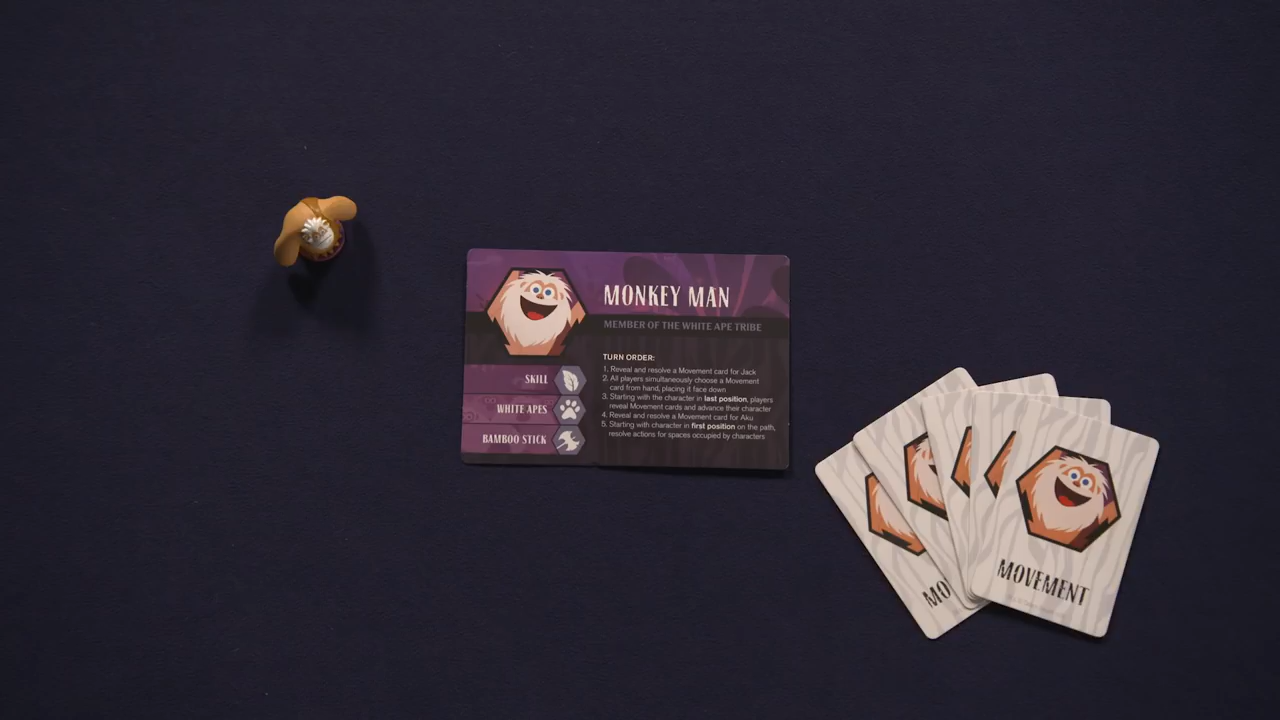 MONKEY MAN
MEMBER OF THE WHITE APE TRIBE
SKILL
WHITE APES
BAMBOO STICK
TURN ORDER:
1. Reveal and resolve a Movement card for Jack
2. All players simultaneously choose a Movement
card from hand, placing it face down
3. Starting with the character in last position, players
reveal Movement cards and advance their character
4. Reveal and resolve a Movement card for Aku
5. Starting with character in first position on the path,
resolve actions for spaces occupied by characters
MO
MOVEMENT